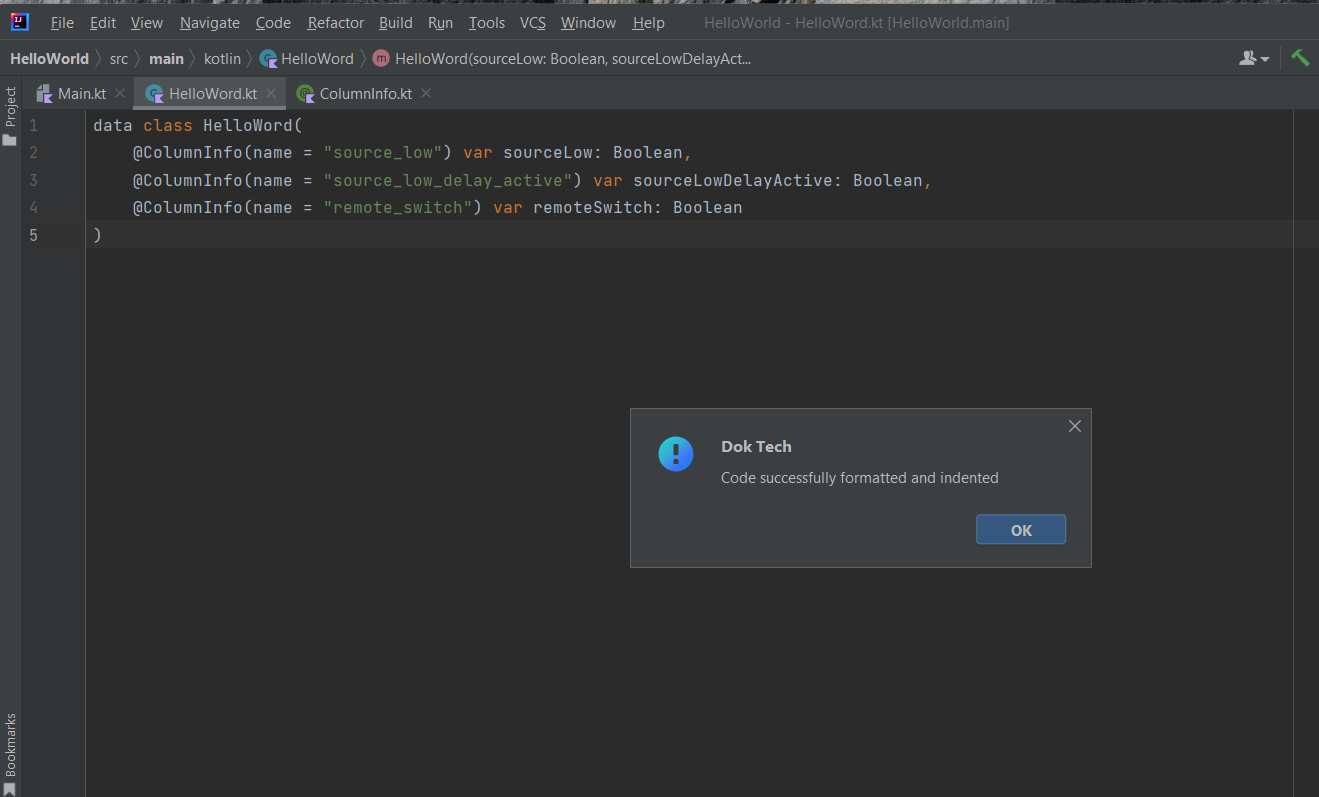 File Edit View Navigate Code Refactor Build Run Tools VCS Window Help HelloWorld - HelloWord.kt [HelloWorld.main]
HelloWorld src main kotlin HelloWord m HelloWord(sourceLow: Boolean, sourceLowDelayAct...
Main.kt HelloWord.kt ColumnInfo.kt
Project
1 data class HelloWord(
2 @ColumnInfo(name = "source_low") var sourceLow: Boolean,
3 @ColumnInfo(name = "source_low_delay_active") var sourceLowDelayActive: Boolean,
4 @ColumnInfo(name = "remote_switch") var remoteSwitch: Boolean
5 )
Dok Tech
Code successfully formatted and indented
OK
Bookmarks